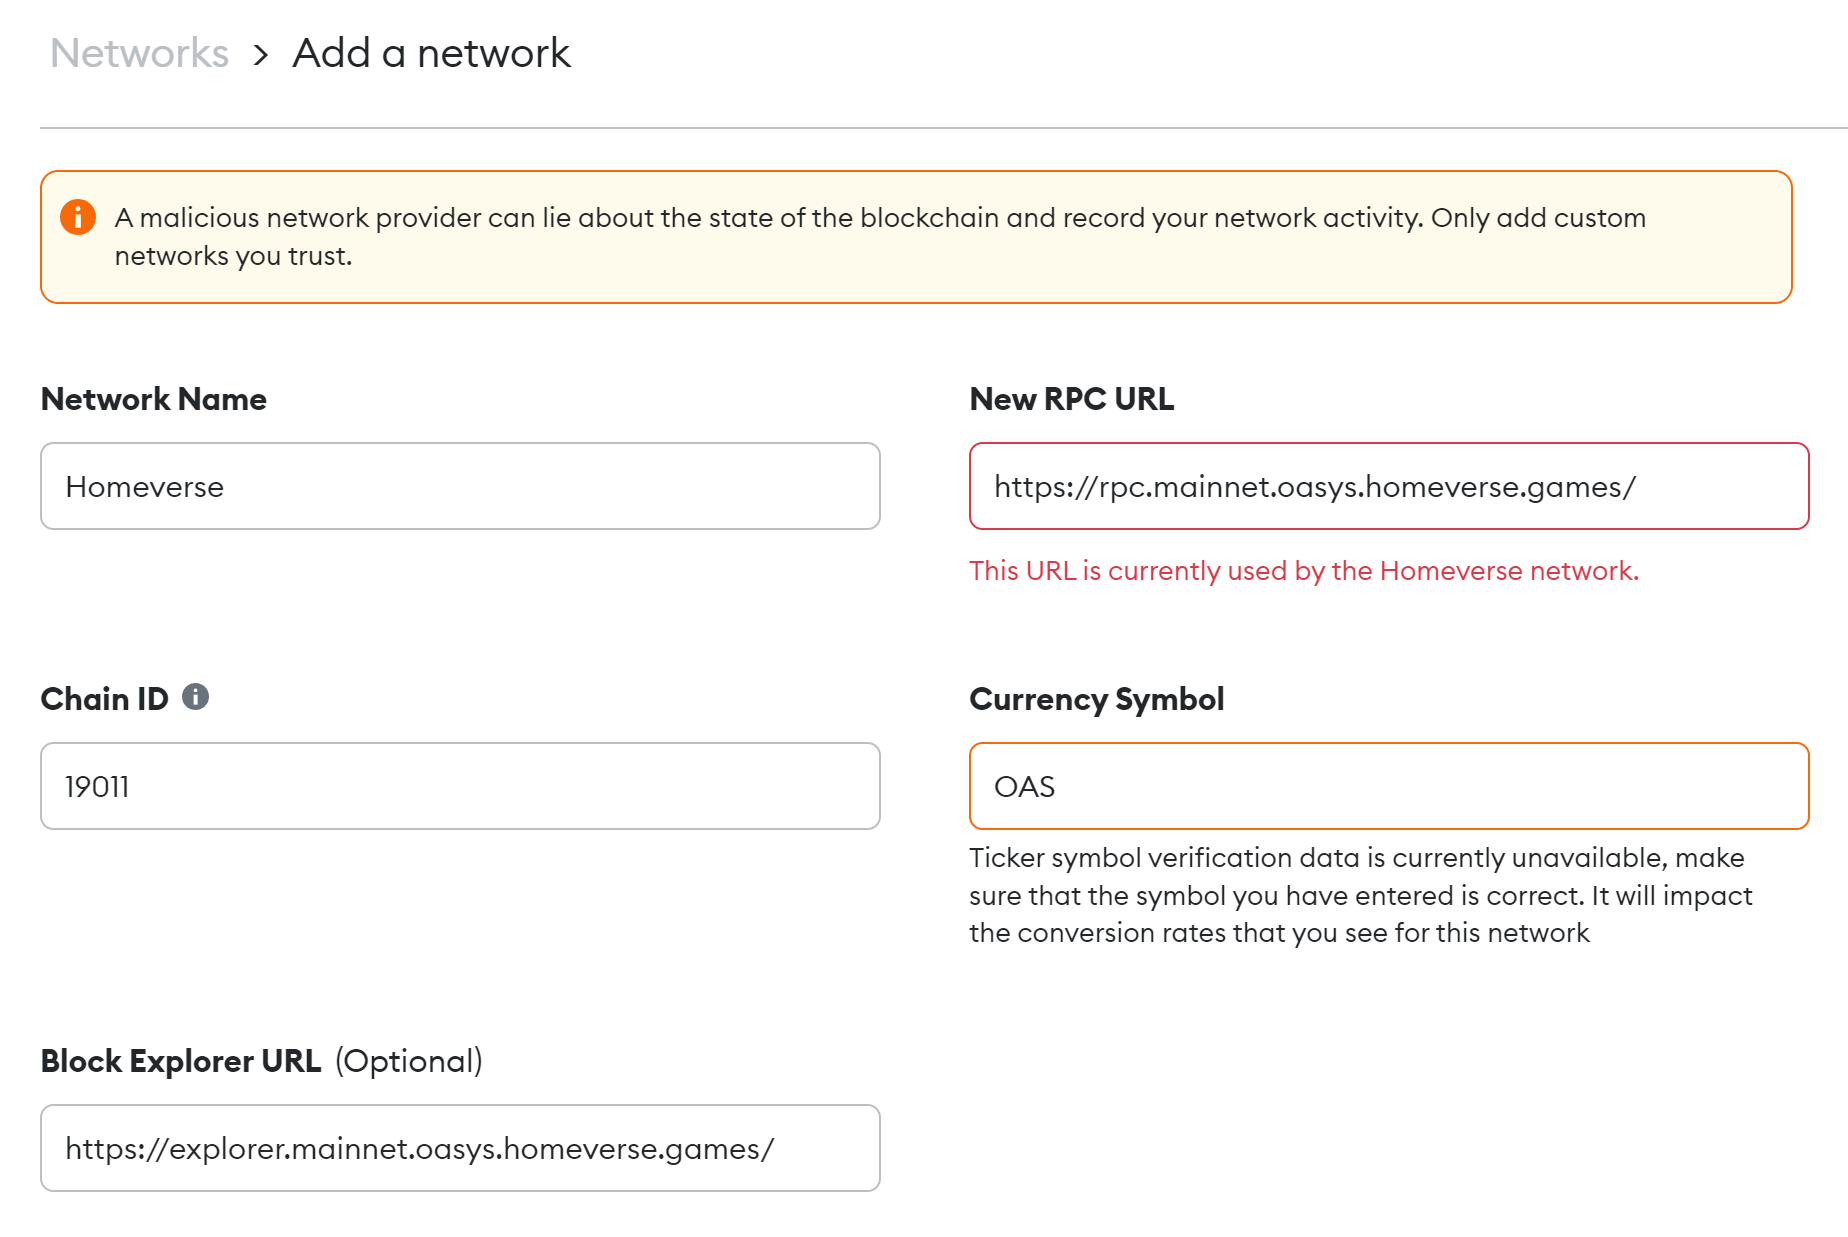 Networks > Add a network
A malicious network provider can lie about the state of the blockchain and record your network activity. Only add custom
networks you trust.
Network Name
Homeverse
New RPC URL
https://rpc.mainnet.oasys.homeverse.games/
This URL is currently used by the Homeverse network.
Chain ID
19011
Currency Symbol
OAS
Ticker symbol verification data is currently unavailable, make
sure that the symbol you have entered is correct. It will impact
the conversion rates that you see for this network
Block Explorer URL (Optional)
https://explorer.mainnet.oasys.homeverse.games/